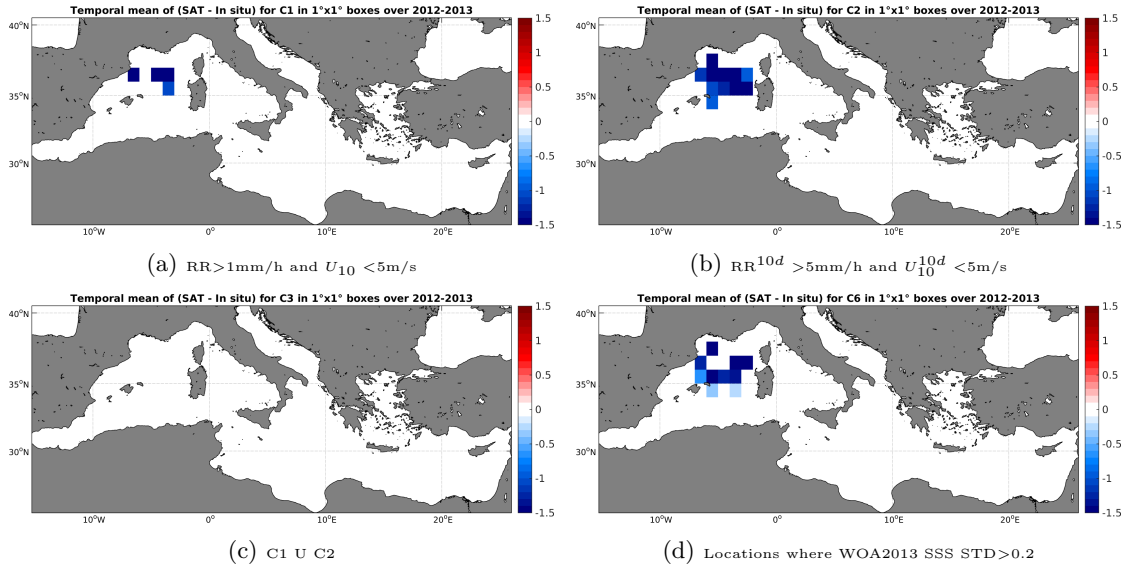 Temporal mean of (SAT - In situ) for C1 in 1°x1° boxes over 2012-2013
40°N
35°N
30°N
10°W
0°
10°E
20°E
1.5
1
0.5
0
-0.5
-1
-1.5
(a) RR>1mm/h and U10 <5m/s
Temporal mean of (SAT - In situ) for C2 in 1°x1° boxes over 2012-2013
40°N
35°N
30°N
10°W
0°
10°E
20°E
1.5
1
0.5
0
-0.5
-1
-1.5
(b) RR^10d >5mm/h and U10^10d <5m/s
Temporal mean of (SAT - In situ) for C3 in 1°x1° boxes over 2012-2013
40°N
35°N
30°N
10°W
0°
10°E
20°E
1.5
1
0.5
0
-0.5
-1
-1.5
(c) C1 U C2
Temporal mean of (SAT - In situ) for C6 in 1°x1° boxes over 2012-2013
40°N
35°N
30°N
10°W
0°
10°E
20°E
1.5
1
0.5
0
-0.5
-1
-1.5
(d) Locations where WOA2013 SSS STD>0.2